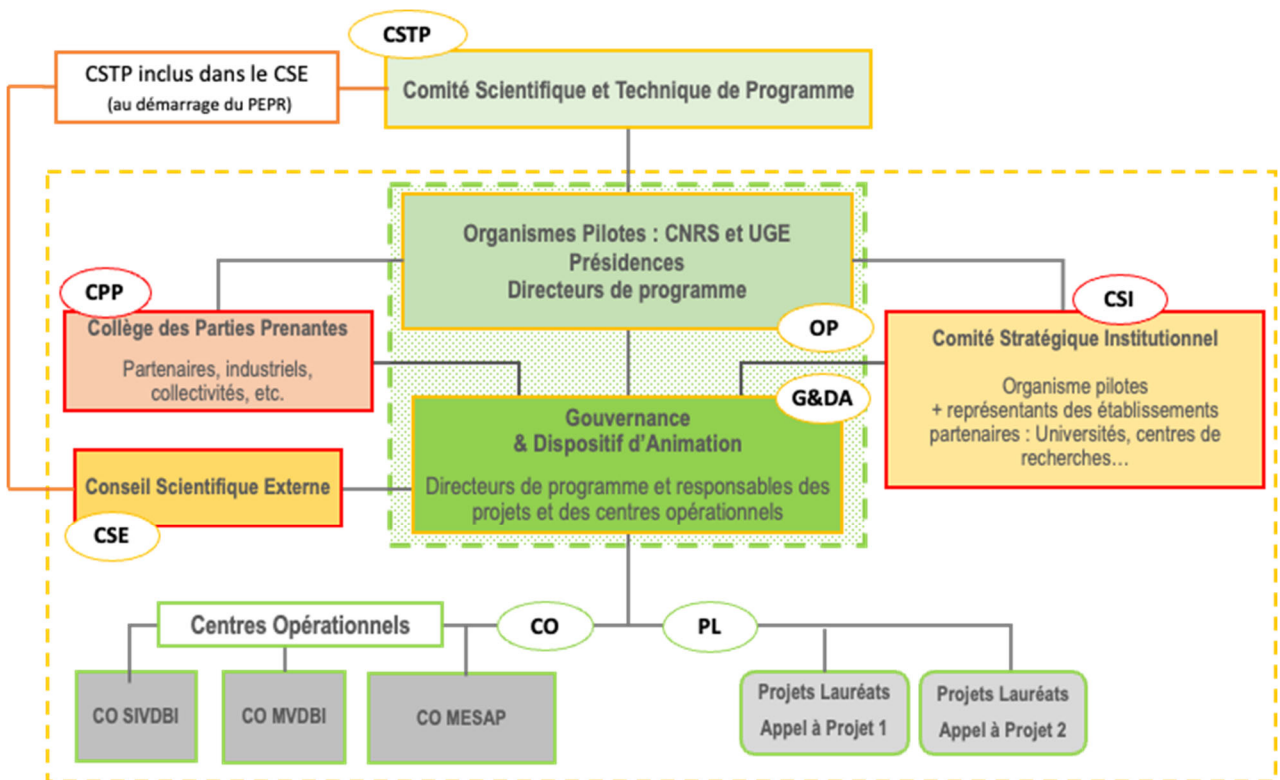 CSTP
CSTP inclus dans le CSE
(au démarrage du PEPR)
Comité Scientifique et Technique de Programme
Organismes Pilotes : CNRS et UGE
Présidences
Directeurs de programme
OP
CPP
Collège des Parties Prenantes
Partenaires, industriels,
collectivités, etc.
CSI
Comité Stratégique Institutionnel
Organisme pilotes
+ représentants des établissements
partenaires : Universités, centres de
recherches…
G&DA
Gouvernance
& Dispositif d’Animation
Directeurs de programme et responsables des
projets et des centres opérationnels
Conseil Scientifique Externe
CSE
Centres Opérationnels
CO
PL
CO SIVDBI
CO MVDBI
CO MESAP
Projets Lauréats
Appel à Projet 1
Projets Lauréats
Appel à Projet 2